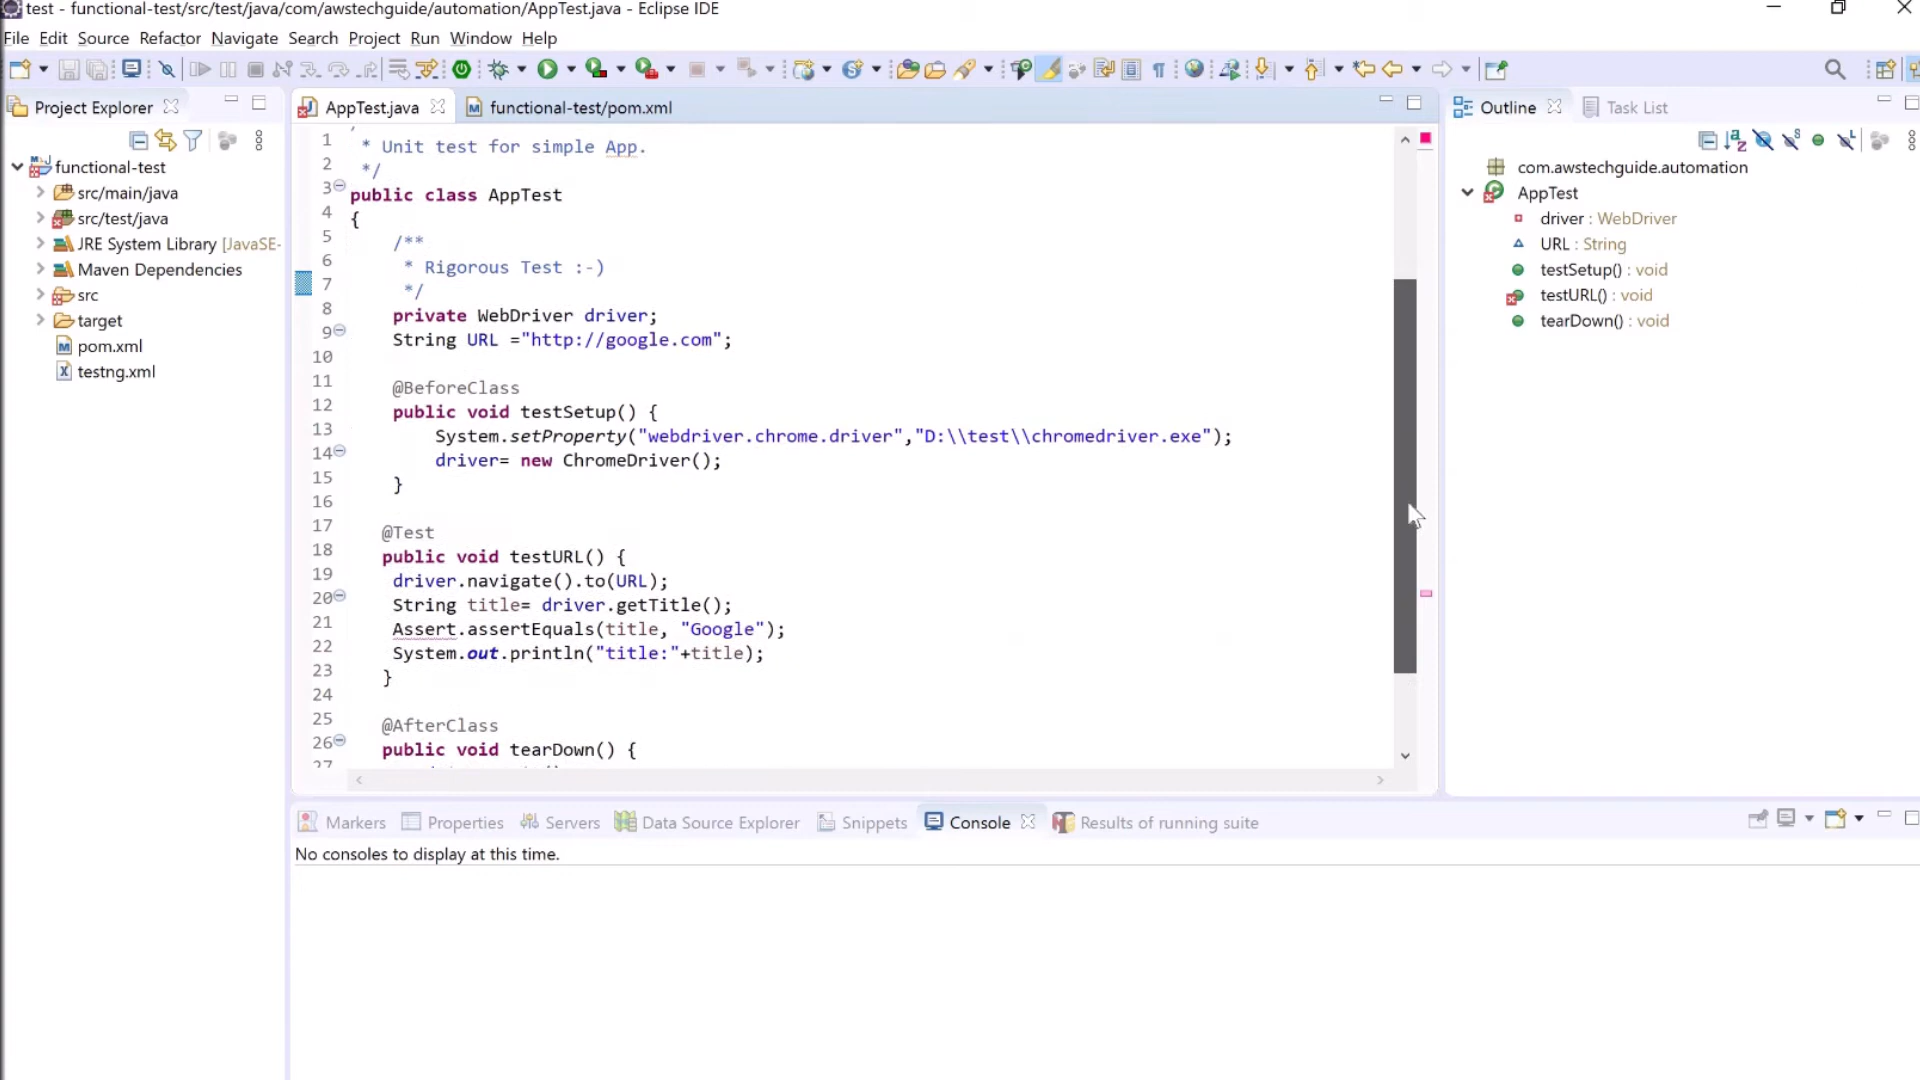 test - functional-test/src/test/java/com/awstechguide/automation/AppTest.java - Eclipse IDE
File Edit Source Refactor Navigate Search Project Run Window Help
Project Explorer
functional-test
src/main/java
src/test/java
JRE System Library [JavaSE-
Maven Dependencies
src
target
pom.xml
testng.xml
AppTest.java
functional-test/pom.xml
1 * Unit test for simple App.
2 */
3 public class AppTest
4 {
5 /**
6 * Rigorous Test :-)
7 */
8 private WebDriver driver;
9 String URL ="http://google.com";
10
11 @BeforeClass
12 public void testSetup() {
13 System.setProperty("webdriver.chrome.driver","D:\\test\\chromedriver.exe");
14 driver= new ChromeDriver();
15 }
16
17 @Test
18 public void testURL() {
19 driver.navigate().to(URL);
20 String title= driver.getTitle();
21 Assert.assertEquals(title, "Google");
22 System.out.println("title:"+title);
23 }
24
25 @AfterClass
26 public void tearDown() {
27
Outline
Task List
com.awstechguide.automation
AppTest
driver : WebDriver
URL : String
testSetup() : void
testURL() : void
tearDown() : void
Markers Properties Servers Data Source Explorer Snippets Console Results of running suite
No consoles to display at this time.